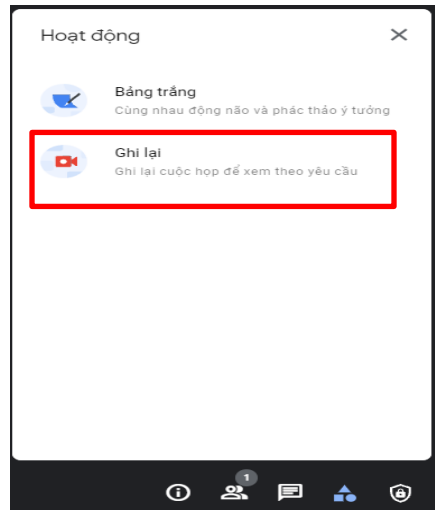 Hoạt động
Bảng trắng
Cùng nhau động não và phác thảo ý tưởng
Ghi lại
Ghi lại cuộc họp để xem theo yêu cầu
1